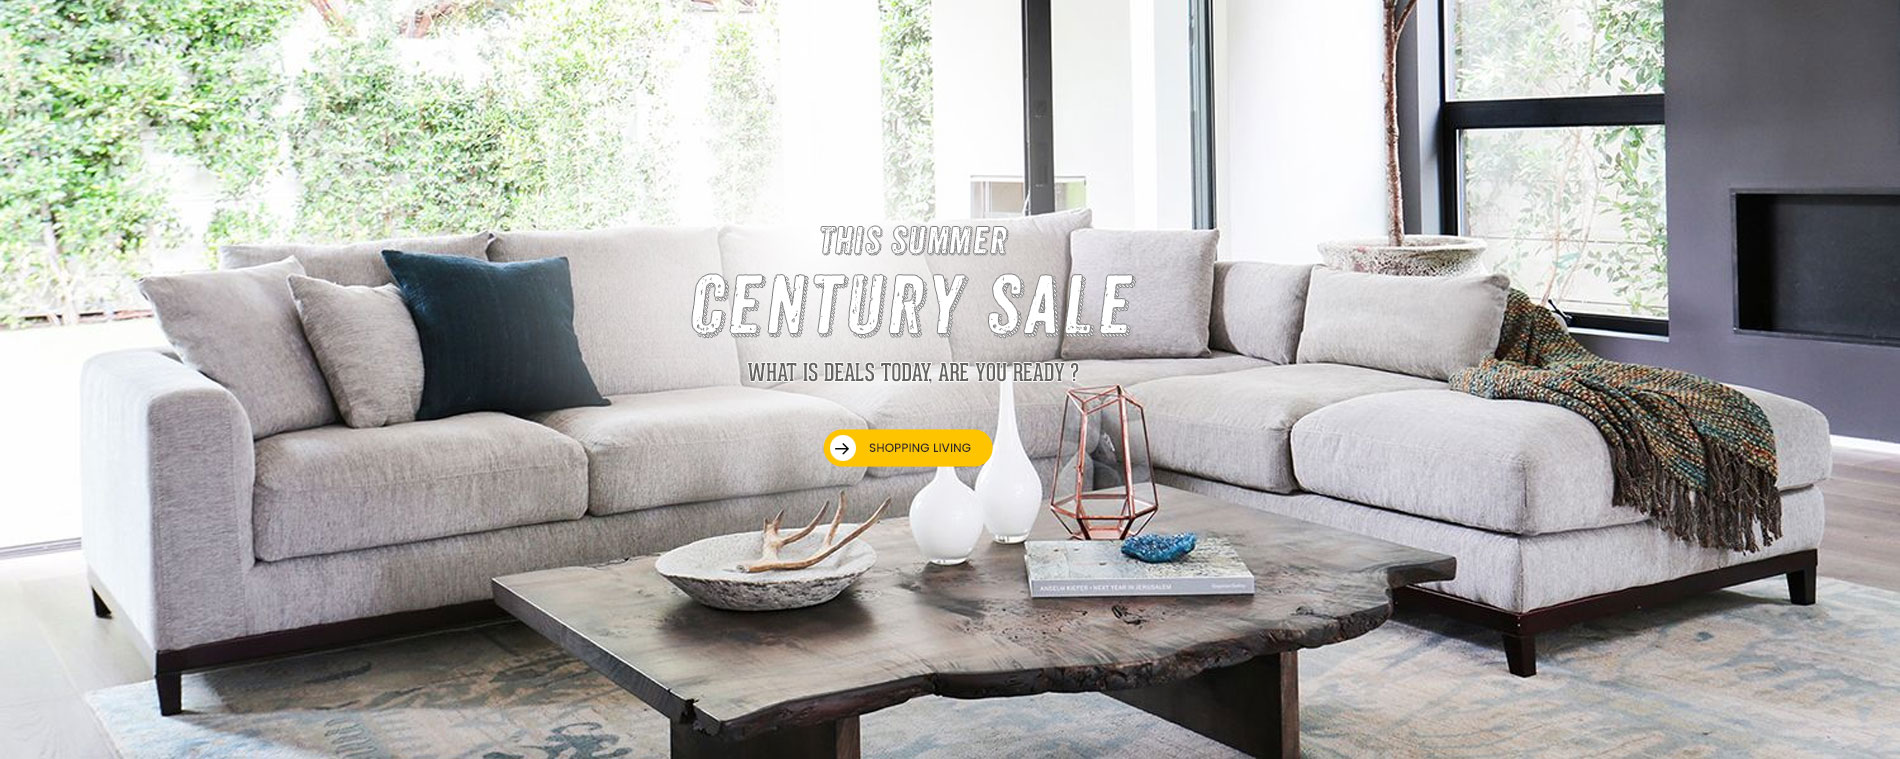 THIS SUMMER
CENTURY SALE
WHAT IS DEALS TODAY, ARE YOU READY ?
SHOPPING LIVING
ANSELM KIEFER • NEXT YEAR IN JERUSALEM